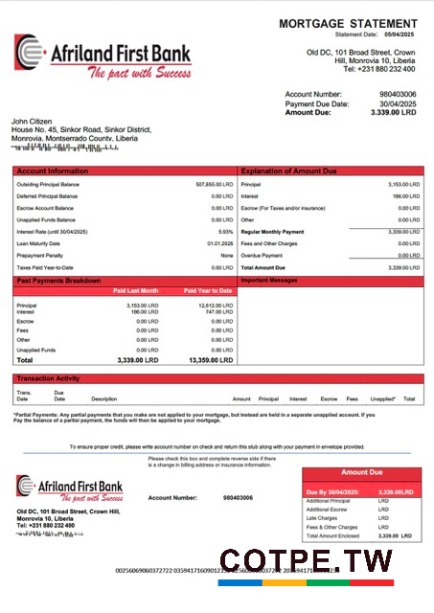 MORTGAGE STATEMENT
Statement Date: 05/04/2025
Afriland First Bank
The pact with Success
Old DC, 101 Broad Street, Crown
Hill, Monrovia 10, Liberia
Tel: +231 880 232 400
Account Number: 980403006
Payment Due Date: 30/04/2025
Amount Due: 3.339.00 LRD
John Citizen
House No. 45, Sinkor Road, Sinkor District,
Monrovia, Montserrado County, Liberia
Account Information
Outsiding Principal Balance 507,855.00 LRD
Deferred Principal Balance 0.00 LRD
Escrow Account Balance 0.00 LRD
Unapplied Funds Balance 0.00 LRD
Interest Rate (until 30/04/2025) 5.93%
Loan Maturity Date 01.01.2026
Prepayment Penalty None
Taxes Paid Year-to-Date 0.00 LRD
Explanation of Amount Due
Principal 3,153.00 LRD
Interest 186.00 LRD
Escrow (For Taxes and/or insurance) 0.00 LRD
Other 0.00 LRD
Regular Monthly Payment 3,339.00 LRD
Fees and Other Charges 0.00 LRD
Overdue Payment 0.00 LRD
Total Amount Due 3,339.00 LRD
Past Payments Breakdown
Paid Last Month Paid Year to Date
Principal 3,153.00 LRD 12,612.00 LRD
Interest 186.00 LRD 747.00 LRD
Escrow 0.00 LRD 0.00 LRD
Fees 0.00 LRD 0.00 LRD
Other 0.00 LRD 0.00 LRD
Unapplied Funds 0.00 LRD 0.00 LRD
Total 3,339.00 LRD 13,359.00 LRD
Important Messages
Transaction Activity
Trans. Date Due Date Description Amount Principal Interest Escrow Fees Unapplied* Total
*Partial Payments: Any partial payments that you make are not applied to your mortgage, but instead are held in a separate unapplied account. If you
Pay the balance of a partial payment, the funds will then be applied to your mortgage.
To ensure proper credit, please write account number on check and return this stub along with your payment in envelope provided.
Please check this box and complete reverse side if there
is a change in billing address or insurance information.
Afriland First Bank
The pact with Success
Account Number: 980403006
Old DC, 101 Broad Street, Crown Hill,
Monrovia 10, Liberia
Tel: +231 880 232 400
Amount Due
Due By 30/04/2025: 3,339.00LRD
Additional Principal LRD
Additional Escrow LRD
Late Charges LRD
Fees & Other Charges LRD
Total Amount Enclosed 3,339.00 LRD
COTPE.TW